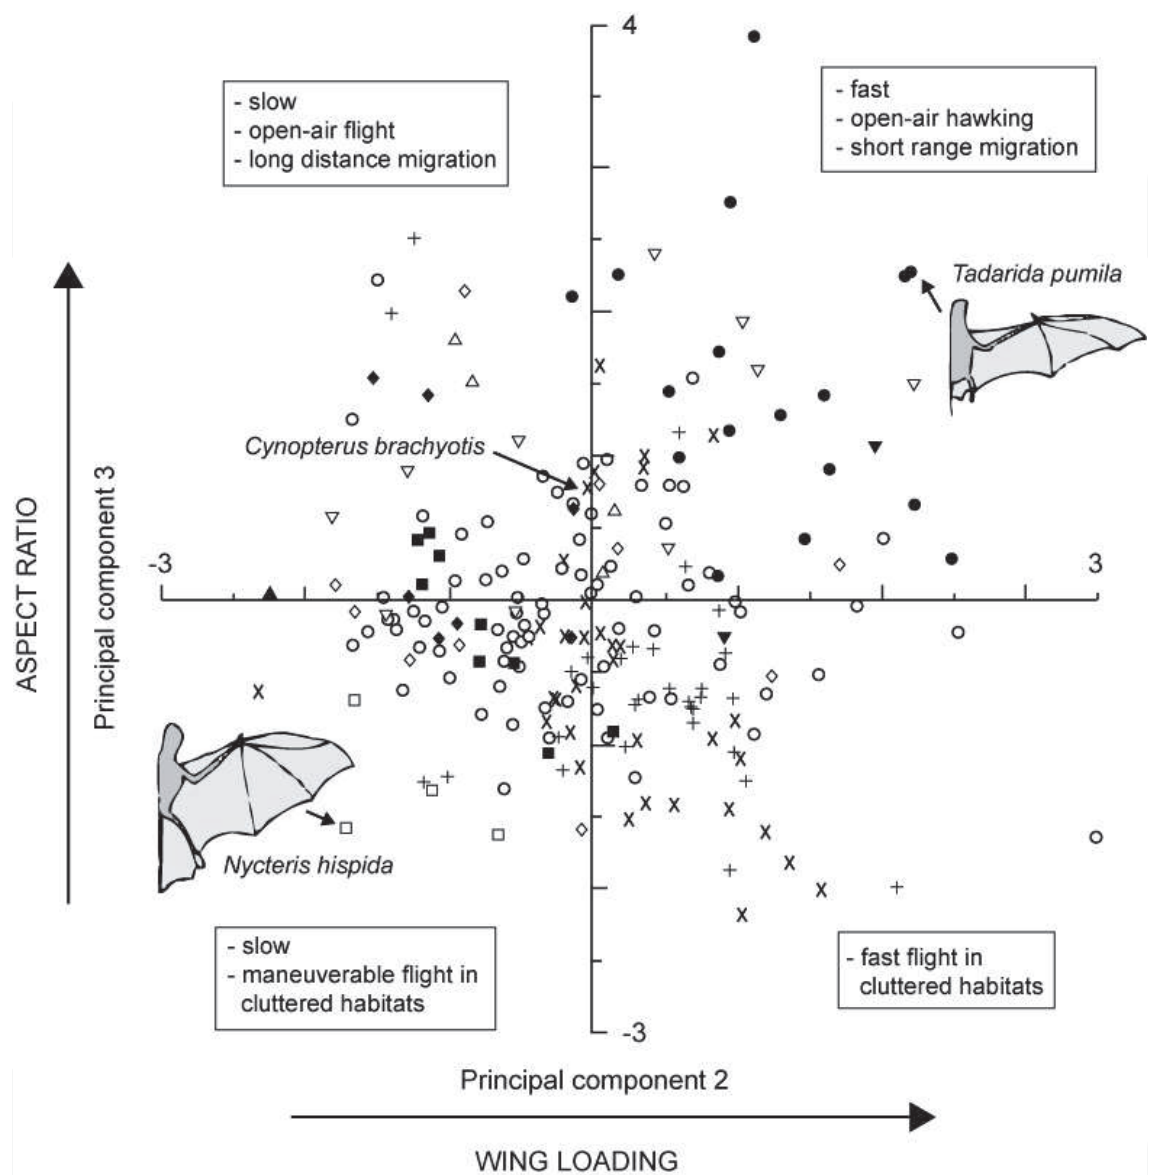 4
- slow
- open-air flight
- long distance migration
- fast
- open-air hawking
- short range migration
Tadarida pumila
Cynopterus brachyotis
ASPECT RATIO
Principal component 3
-3
3
Nycteris hispida
- slow
- maneuverable flight in
cluttered habitats
- fast flight in
cluttered habitats
-3
Principal component 2
WING LOADING